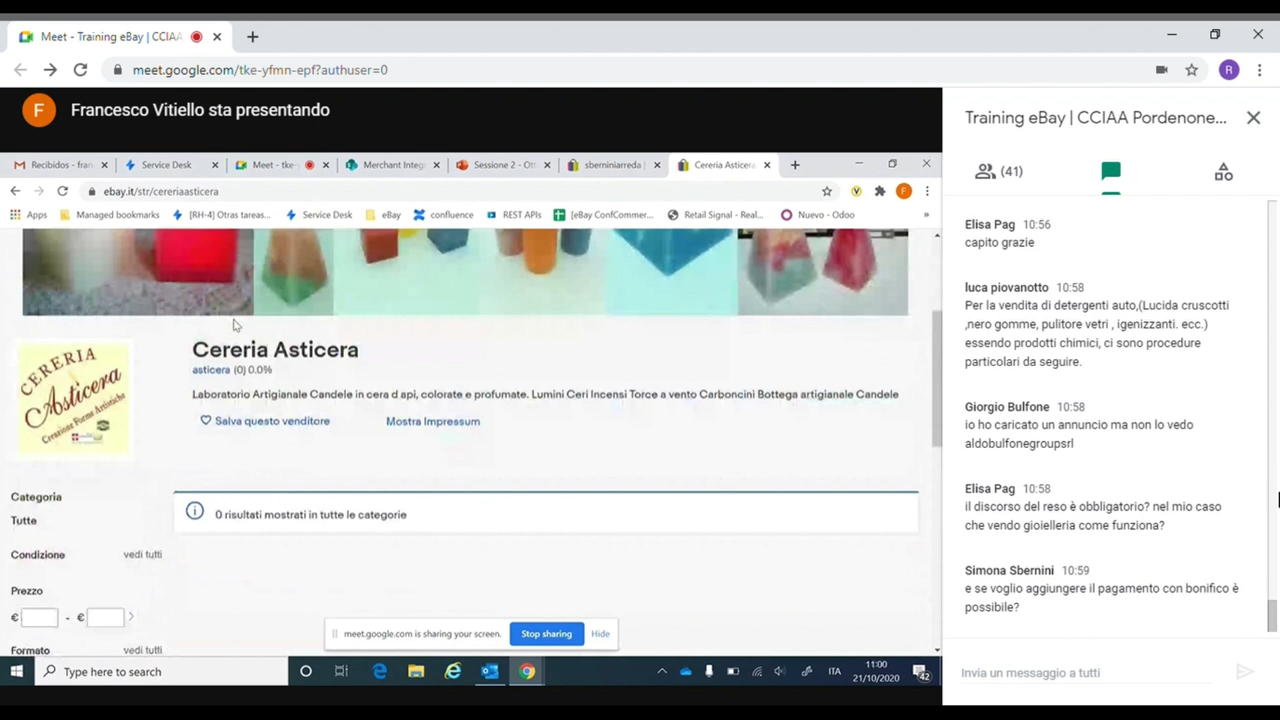 Meet - Training eBay | CCIAA
meet.google.com/tke-yfmn-epf?authuser=0
R
F
Francesco Vitiello sta presentando
Recibidos - fran
Service Desk
Meet - tke-
Merchant Integ
Sessione 2 - Ott
sberniniarreda |
Cereria Asticera
ebay.it/str/cereriaasticera
V
F
Apps
Managed bookmarks
[RH-4] Otras tareas...
Service Desk
eBay
confluence
REST APIs
[eBay ConfCommer...
Retail Signal - Real...
Nuevo - Odoo
»
CERERIA
Asticera
Creazione Forme Artistiche
Cereria Asticera
asticera (0) 0.0%
Laboratorio Artigianale Candele in cera d api, colorate e profumate. Lumini Ceri Incensi Torce a vento Carboncini Bottega artigianale Candele
Salva questo venditore
Mostra Impressum
Categoria
Tutte
0 risultati mostrati in tutte le categorie
Condizione
vedi tutti
Prezzo
€ - €
Formato
vedi tutti
meet.google.com is sharing your screen.
Stop sharing
Hide
Type here to search
ITA
11:00
21/10/2020
42
Training eBay | CCIAA Pordenone...
(41)
Elisa Pag 10:56
capito grazie
luca piovanotto 10:58
Per la vendita di detergenti auto,(Lucida cruscotti
,nero gomme, pulitore vetri , igenizzanti. ecc.)
essendo prodotti chimici, ci sono procedure
particolari da seguire.
Giorgio Bulfone 10:58
io ho caricato un annuncio ma non lo vedo
aldobulfonegroupsrl
Elisa Pag 10:58
il discorso del reso è obbligatorio? nel mio caso
che vendo gioielleria come funziona?
Simona Sbernini 10:59
e se voglio aggiungere il pagamento con bonifico è
possibile?
Invia un messaggio a tutti